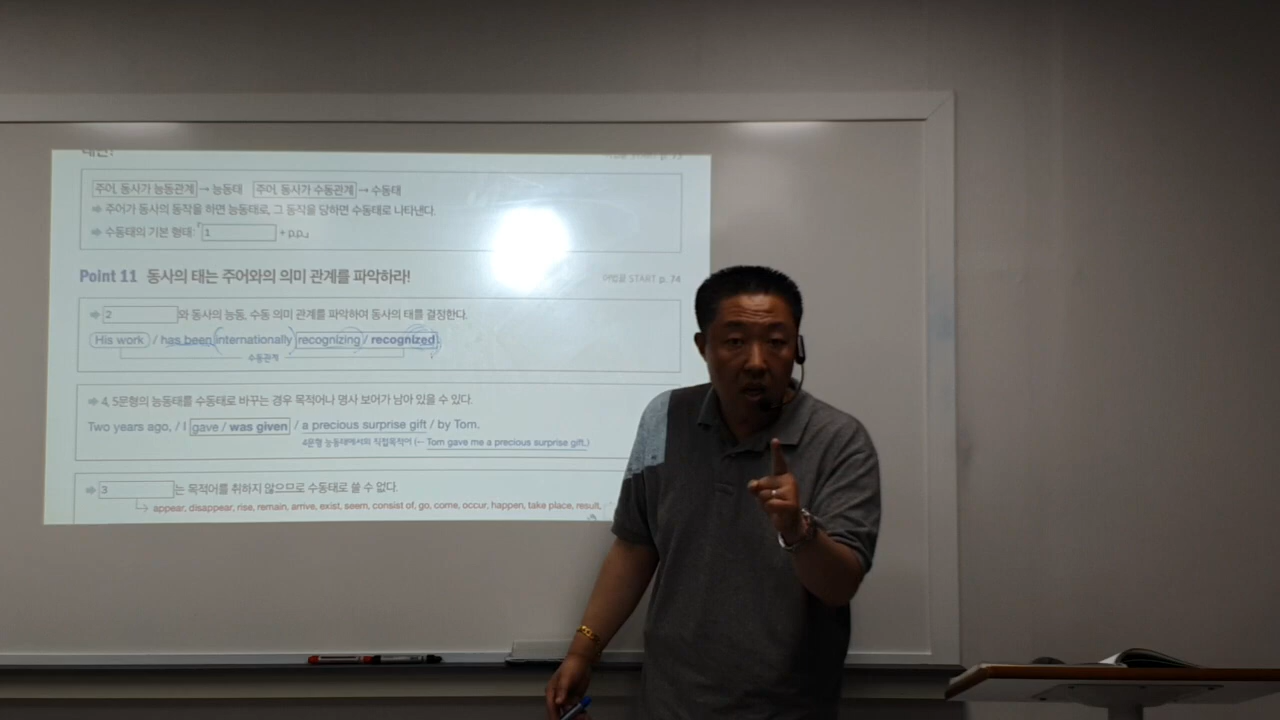 주어, 동사가 능동관계 → 능동태 주어, 동사가 수동관계 → 수동태
⇒ 주어가 동사의 동작을 하면 능동태로, 그 동작을 당하면 수동태로 나타낸다.
⇒ 수동태의 기본 형태: 「1 + p.p.」
Point 11 동사의 태는 주어와의 의미 관계를 파악하라! 어법끝 START p. 74
⇒ 2 와 동사의 능동, 수동 의미 관계를 파악하여 동사의 태를 결정한다.
His work / has been internationally recognizing / recognized.
수동관계
⇒ 4, 5문형의 능동태를 수동태로 바꾸는 경우 목적어나 명사 보어가 남아 있을 수 있다.
Two years ago, / I gave / was given / a precious surprise gift / by Tom.
4문형 능동태에서의 직접목적어 (← Tom gave me a precious surprise gift.)
⇒ 3 는 목적어를 취하지 않으므로 수동태로 쓸 수 없다.
appear, disappear, rise, remain, arrive, exist, seem, consist of, go, come, occur, happen, take place, result,